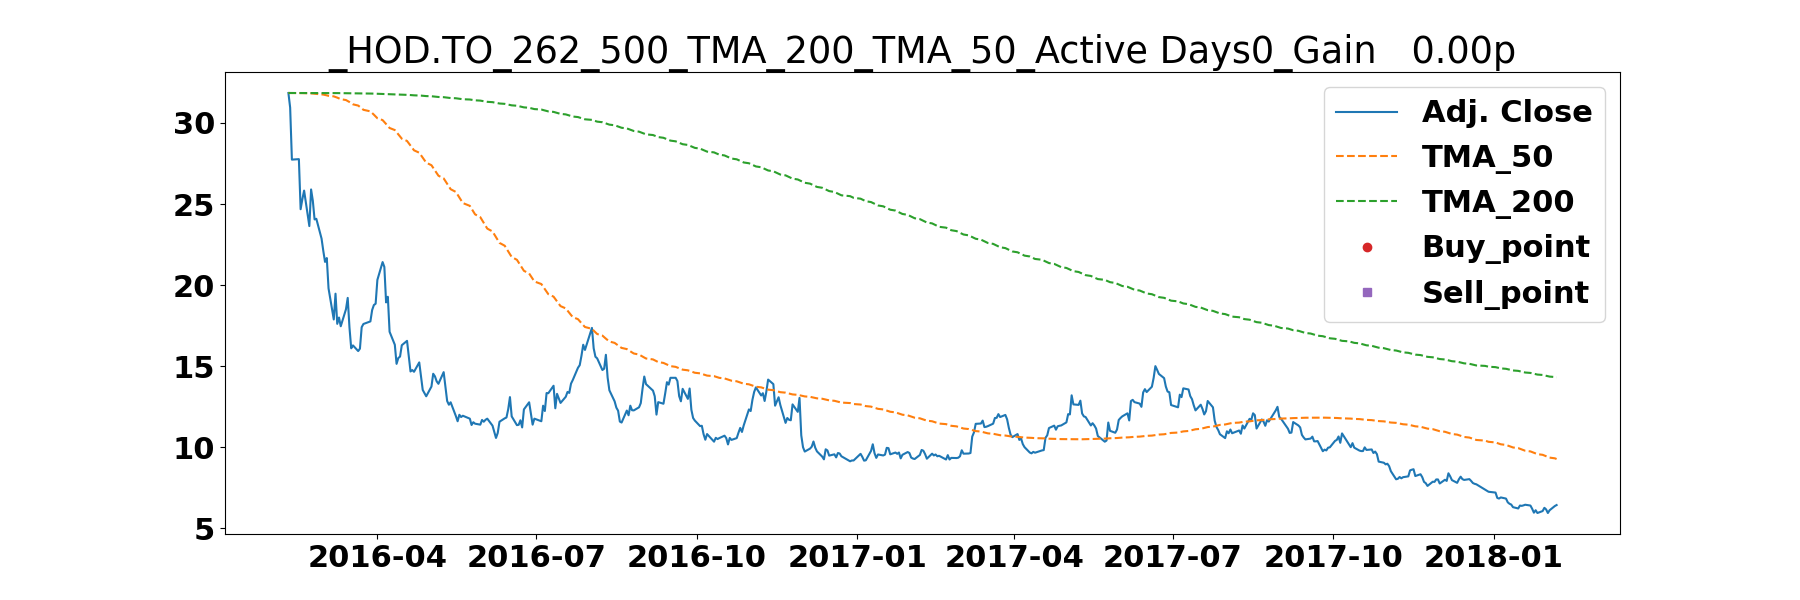 _HOD.TO_262_500_TMA_200_TMA_50_Active Days0_Gain   0.00p
30
25
20
15
10
5
2016-04 2016-07 2016-10 2017-01 2017-04 2017-07 2017-10 2018-01
Adj. Close
TMA_50
TMA_200
Buy_point
Sell_point